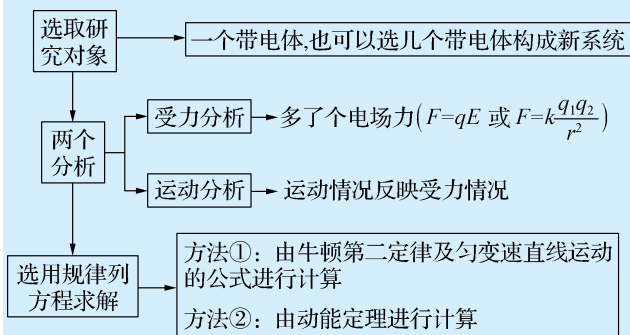 选取研
究对象
一个带电体,也可以选几个带电体构成新系统
两个
分析
受力分析
多了个电场力(F=qE 或 F=k\frac{q_1q_2}{r^2})
运动分析
运动情况反映受力情况
选用规律列
方程求解
方法①：由牛顿第二定律及匀变速直线运动
的公式进行计算
方法②：由动能定理进行计算